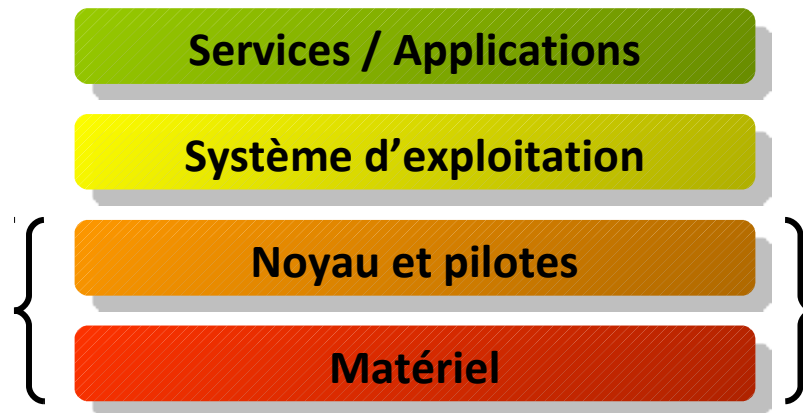 Services / Applications
Système d’exploitation
Noyau et pilotes
Matériel